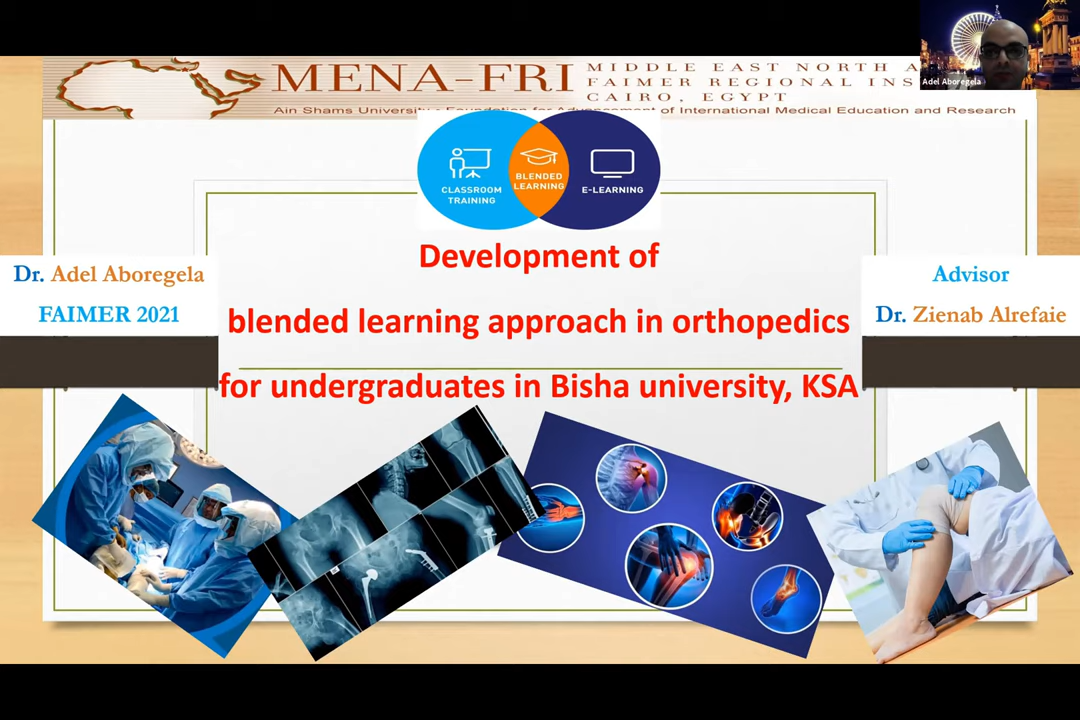 MENA-FRI
MIDDLE EAST NORTH A
FAIMER REGIONAL INS
CAIRO, EGYPT
Ain Shams University - Foundation for Advancement of International Medical Education and Research
Adel Aboregela
CLASSROOM
TRAINING
BLENDED
LEARNING
E-LEARNING
Development of
blended learning approach in orthopedics
for undergraduates in Bisha university, KSA
Dr. Adel Aboregela
FAIMER 2021
Advisor
Dr. Zienab Alrefaie